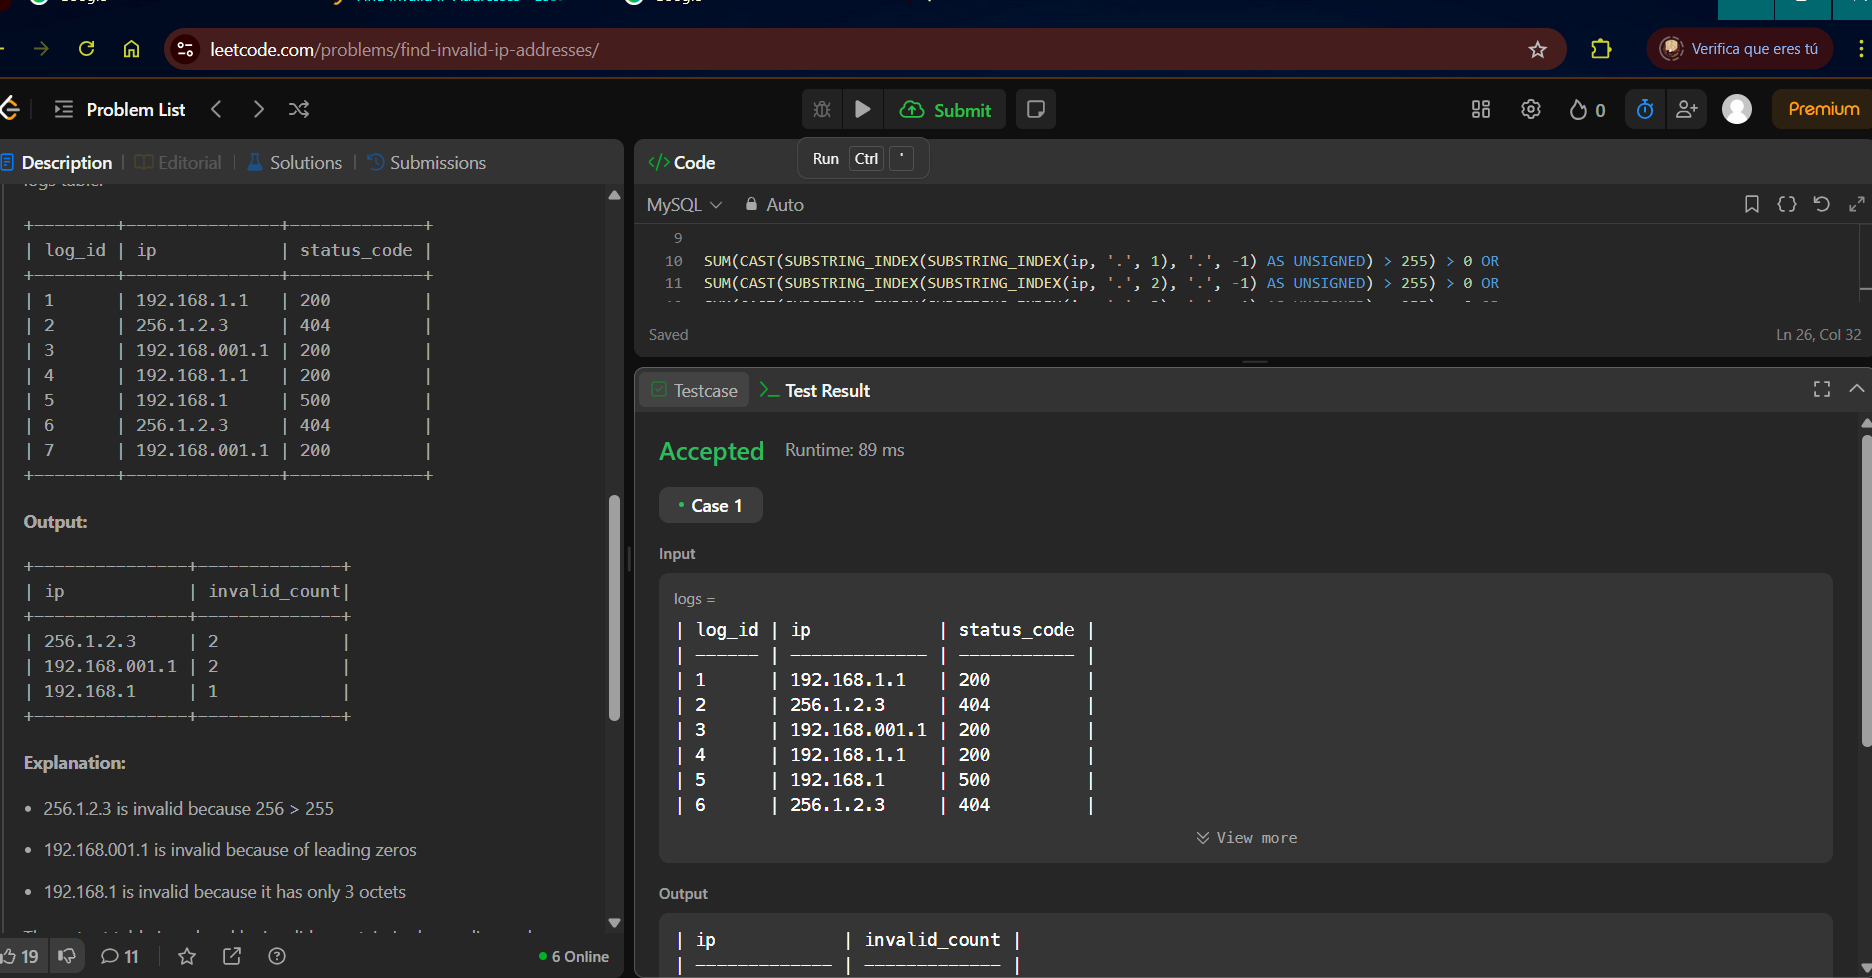 leetcode.com/problems/find-invalid-ip-addresses/
Verifica que eres tú
Problem List
Submit
0
Premium
Description | Editorial | Solutions | Submissions
logs table:
+--------+---------------+-------------+
| log_id | ip            | status_code |
+--------+---------------+-------------+
| 1      | 192.168.1.1   | 200         |
| 2      | 256.1.2.3     | 404         |
| 3      | 192.168.001.1 | 200         |
| 4      | 192.168.1.1   | 200         |
| 5      | 192.168.1     | 500         |
| 6      | 256.1.2.3     | 404         |
| 7      | 192.168.001.1 | 200         |
+--------+---------------+-------------+
Output:
+---------------+--------------+
| ip            | invalid_count|
+---------------+--------------+
| 256.1.2.3     | 2            |
| 192.168.001.1 | 2            |
| 192.168.1     | 1            |
+---------------+--------------+
Explanation:
• 256.1.2.3 is invalid because 256 > 255
• 192.168.001.1 is invalid because of leading zeros
• 192.168.1 is invalid because it has only 3 octets
19
11
6 Online
</> Code
Run Ctrl '
MySQL
Auto
9
10 SUM(CAST(SUBSTRING_INDEX(SUBSTRING_INDEX(ip, '.', 1), '.', -1) AS UNSIGNED) > 255) > 0 OR
11 SUM(CAST(SUBSTRING_INDEX(SUBSTRING_INDEX(ip, '.', 2), '.', -1) AS UNSIGNED) > 255) > 0 OR
Saved
Ln 26, Col 32
Testcase
>_ Test Result
Accepted Runtime: 89 ms
• Case 1
Input
logs =
| log_id | ip            | status_code |
| ------ | ------------- | ----------- |
| 1      | 192.168.1.1   | 200         |
| 2      | 256.1.2.3     | 404         |
| 3      | 192.168.001.1 | 200         |
| 4      | 192.168.1.1   | 200         |
| 5      | 192.168.1     | 500         |
| 6      | 256.1.2.3     | 404         |
View more
Output
| ip            | invalid_count |
| ------------- | ------------- |